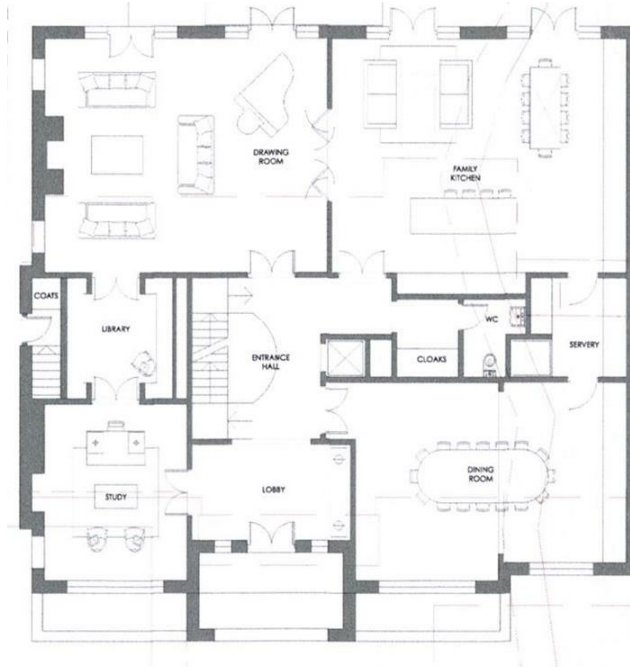 DRAWING
ROOM
FAMILY
KITCHEN
COATS
LIBRARY
ENTRANCE
HALL
CLOAKS
WC
SERVERY
STUDY
LOBBY
DINING
ROOM